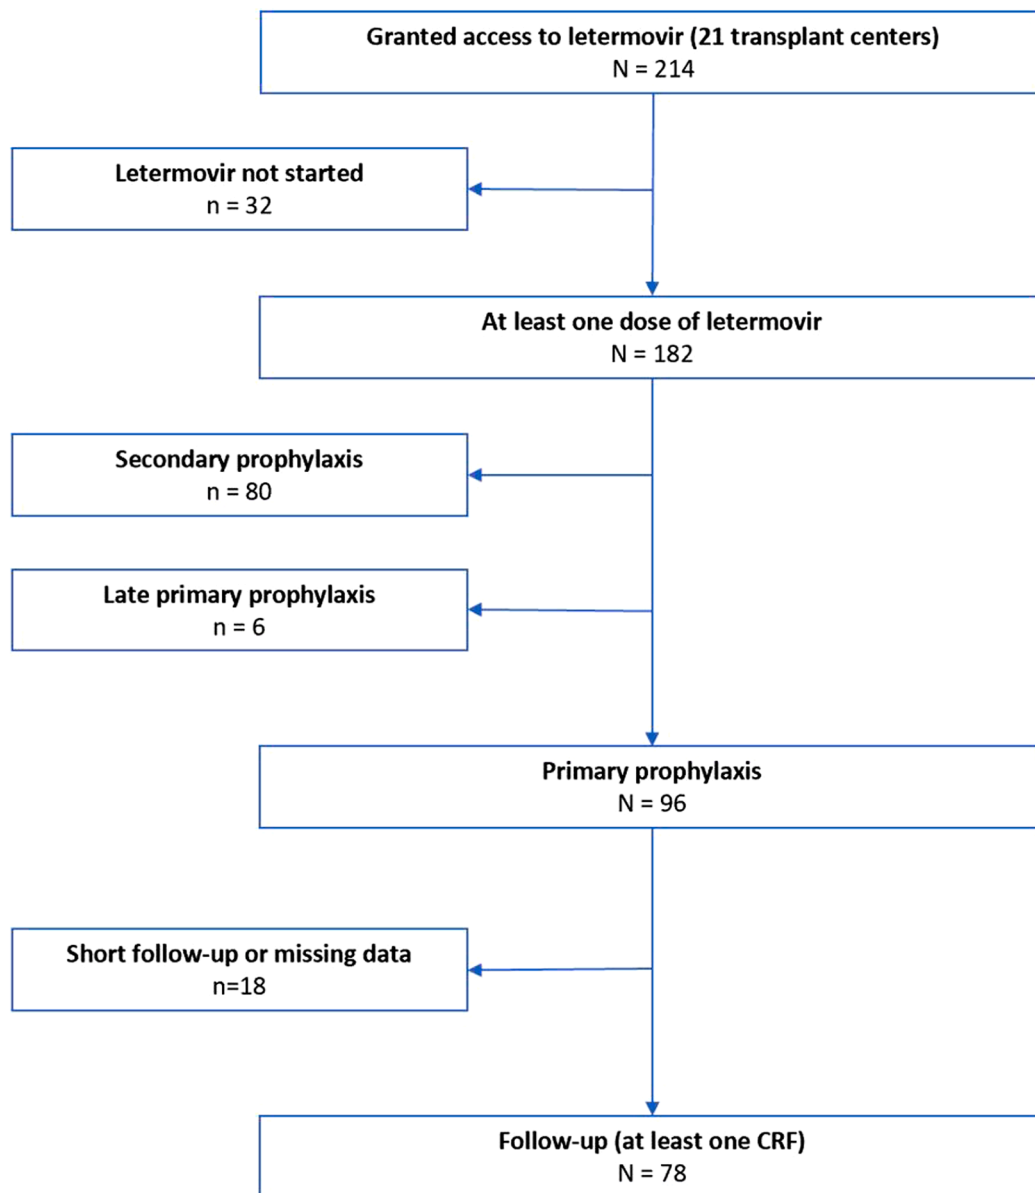 Granted access to letermovir (21 transplant centers)
N = 214
Letermovir not started
n = 32
At least one dose of letermovir
N = 182
Secondary prophylaxis
n = 80
Late primary prophylaxis
n = 6
Primary prophylaxis
N = 96
Short follow-up or missing data
n=18
Follow-up (at least one CRF)
N = 78